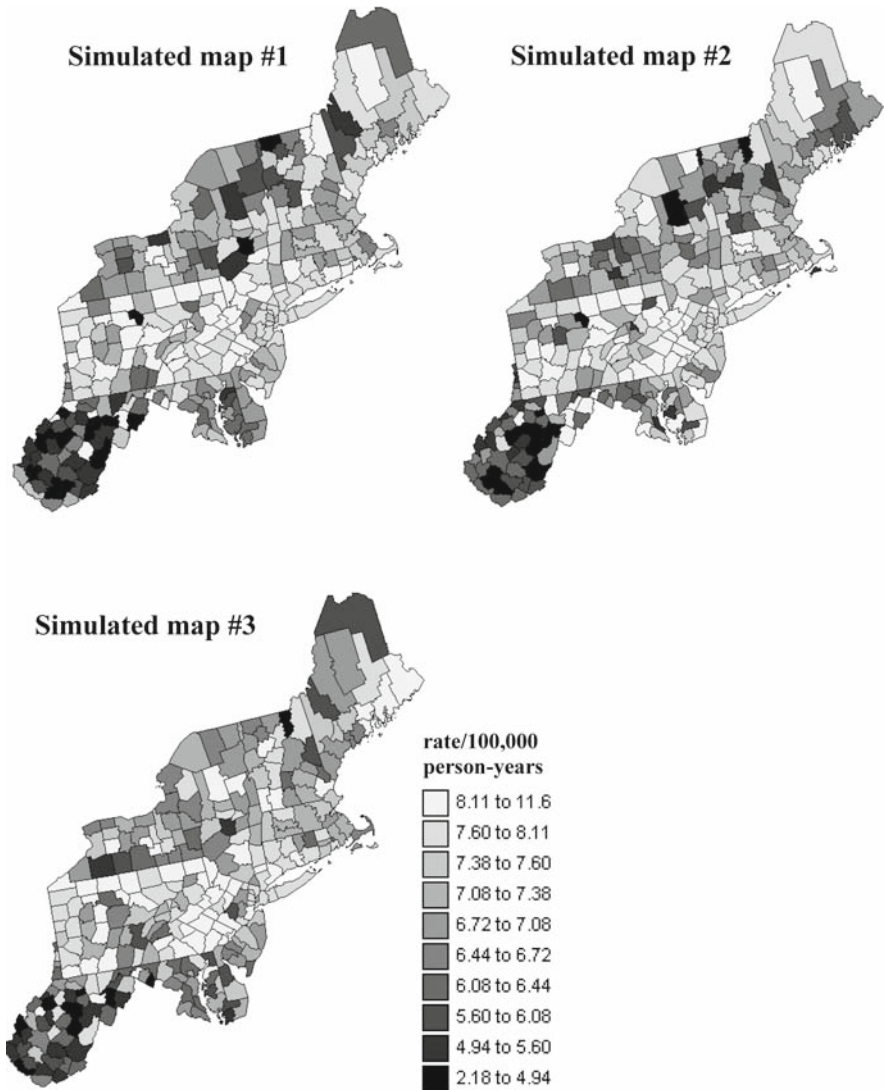 Simulated map #1
Simulated map #2
Simulated map #3
rate/100,000
person-years
8.11 to 11.6
7.60 to 8.11
7.38 to 7.60
7.08 to 7.38
6.72 to 7.08
6.44 to 6.72
6.08 to 6.44
5.60 to 6.08
4.94 to 5.60
2.18 to 4.94